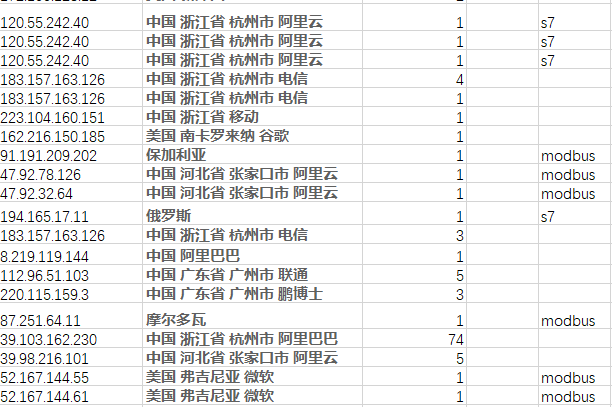 120.55.242.40 中国 浙江省 杭州市 阿里云 1 s7
120.55.242.40 中国 浙江省 杭州市 阿里云 1 s7
120.55.242.40 中国 浙江省 杭州市 阿里云 1 s7
183.157.163.126 中国 浙江省 杭州市 电信 4
183.157.163.126 中国 浙江省 杭州市 电信 1
223.104.160.151 中国 浙江省 移动 1
162.216.150.185 美国 南卡罗来纳 谷歌 1
91.191.209.202 保加利亚 1 modbus
47.92.78.126 中国 河北省 张家口市 阿里云 1 modbus
47.92.32.64 中国 河北省 张家口市 阿里云 1 modbus
194.165.17.11 俄罗斯 1 s7
183.157.163.126 中国 浙江省 杭州市 电信 3
8.219.119.144 中国 阿里巴巴 1
112.96.51.103 中国 广东省 广州市 联通 5
220.115.159.3 中国 广东省 广州市 鹏博士 3
87.251.64.11 摩尔多瓦 1 modbus
39.103.162.230 中国 浙江省 杭州市 阿里巴巴 74
39.98.216.101 中国 河北省 张家口市 阿里云 5
52.167.144.55 美国 弗吉尼亚 微软 1 modbus
52.167.144.61 美国 弗吉尼亚 微软 1 modbus